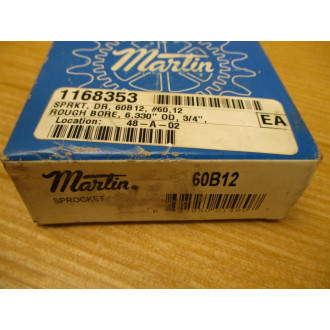 Martin
1168353
SPRKT, DR, 60B12, #60,12
ROUGH BORE, 6.330" OD, 3/4",
Location: 48-A-02
EA
Martin
60B12
SPROCKET